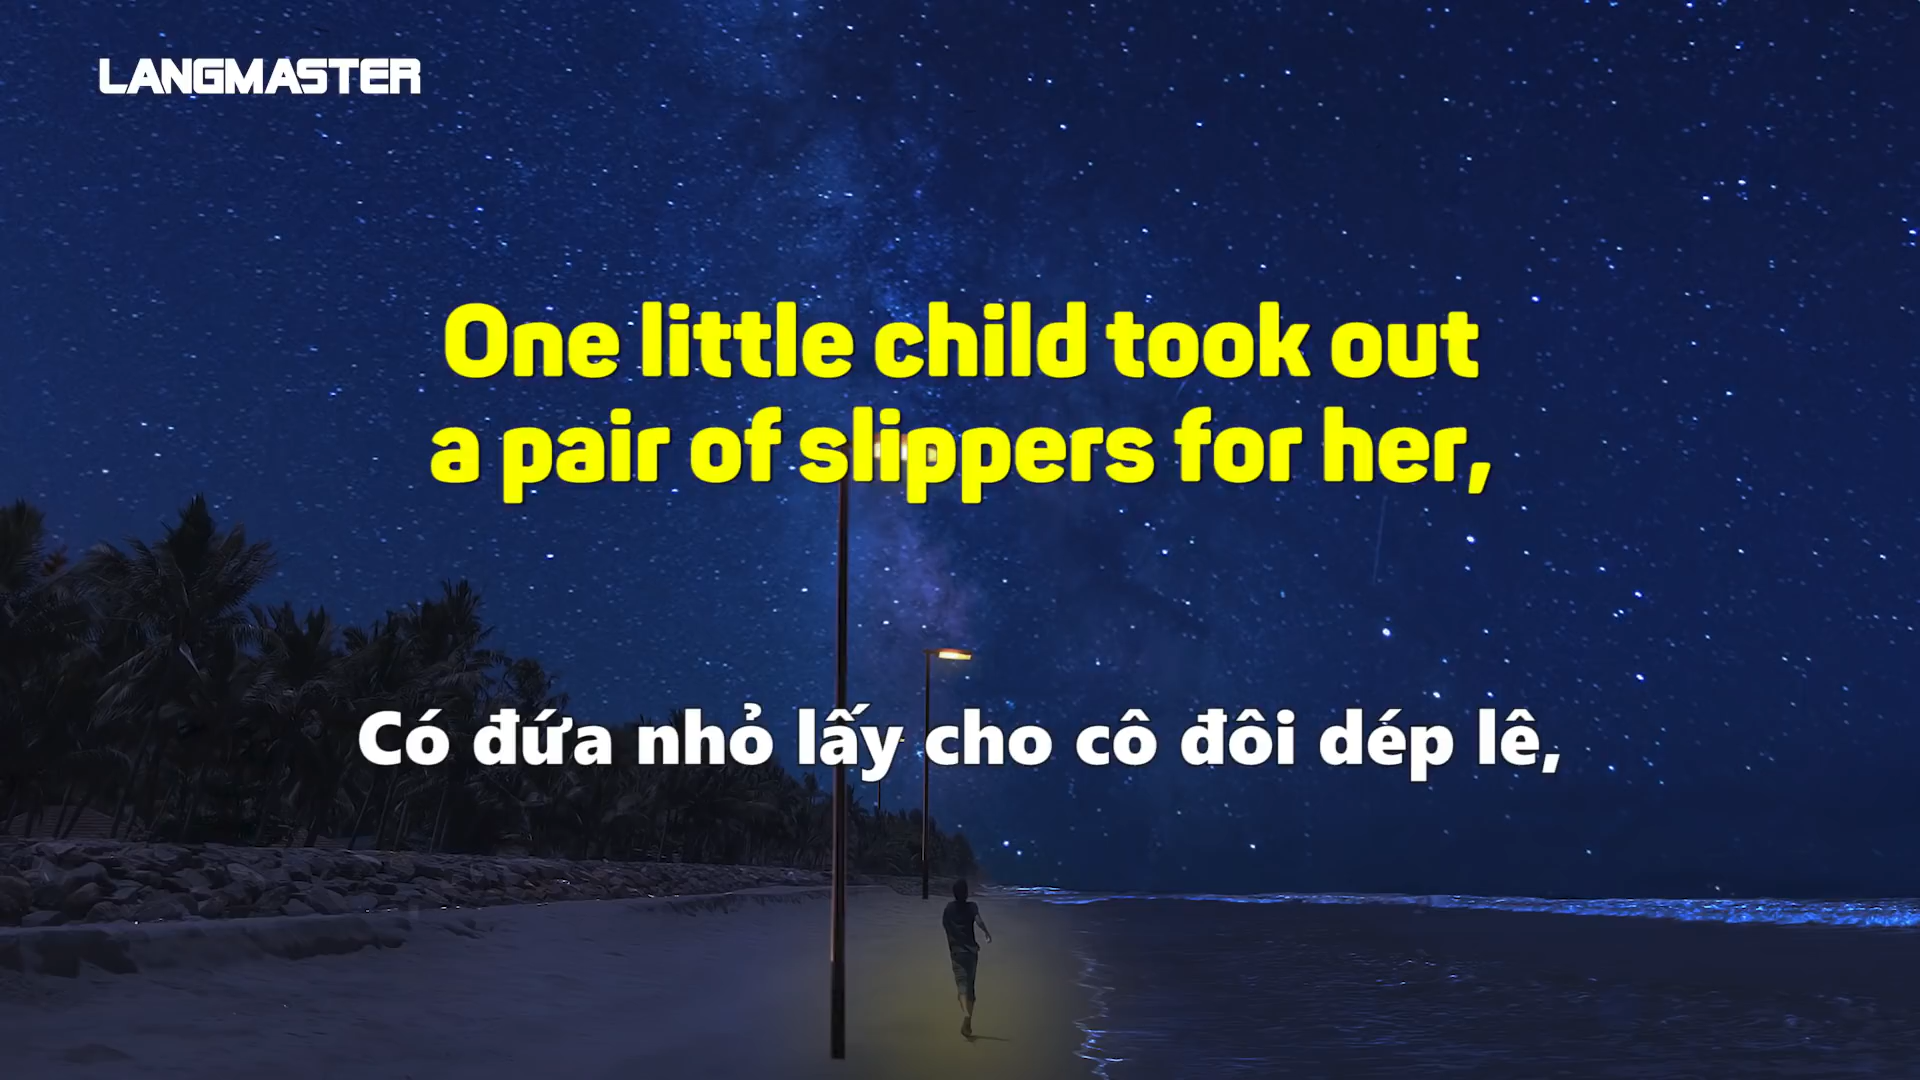 LANGMASTER
One little child took out
a pair of slippers for her,
Có đứa nhỏ lấy cho cô đôi dép lê,